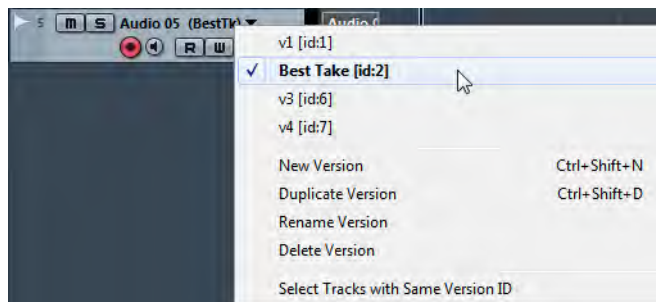 5 m S Audio 05 (BestTk)
R W
v1 [id:1]
Best Take [id:2]
v3 [id:6]
v4 [id:7]
New Version Ctrl+Shift+N
Duplicate Version Ctrl+Shift+D
Rename Version
Delete Version
Select Tracks with Same Version ID